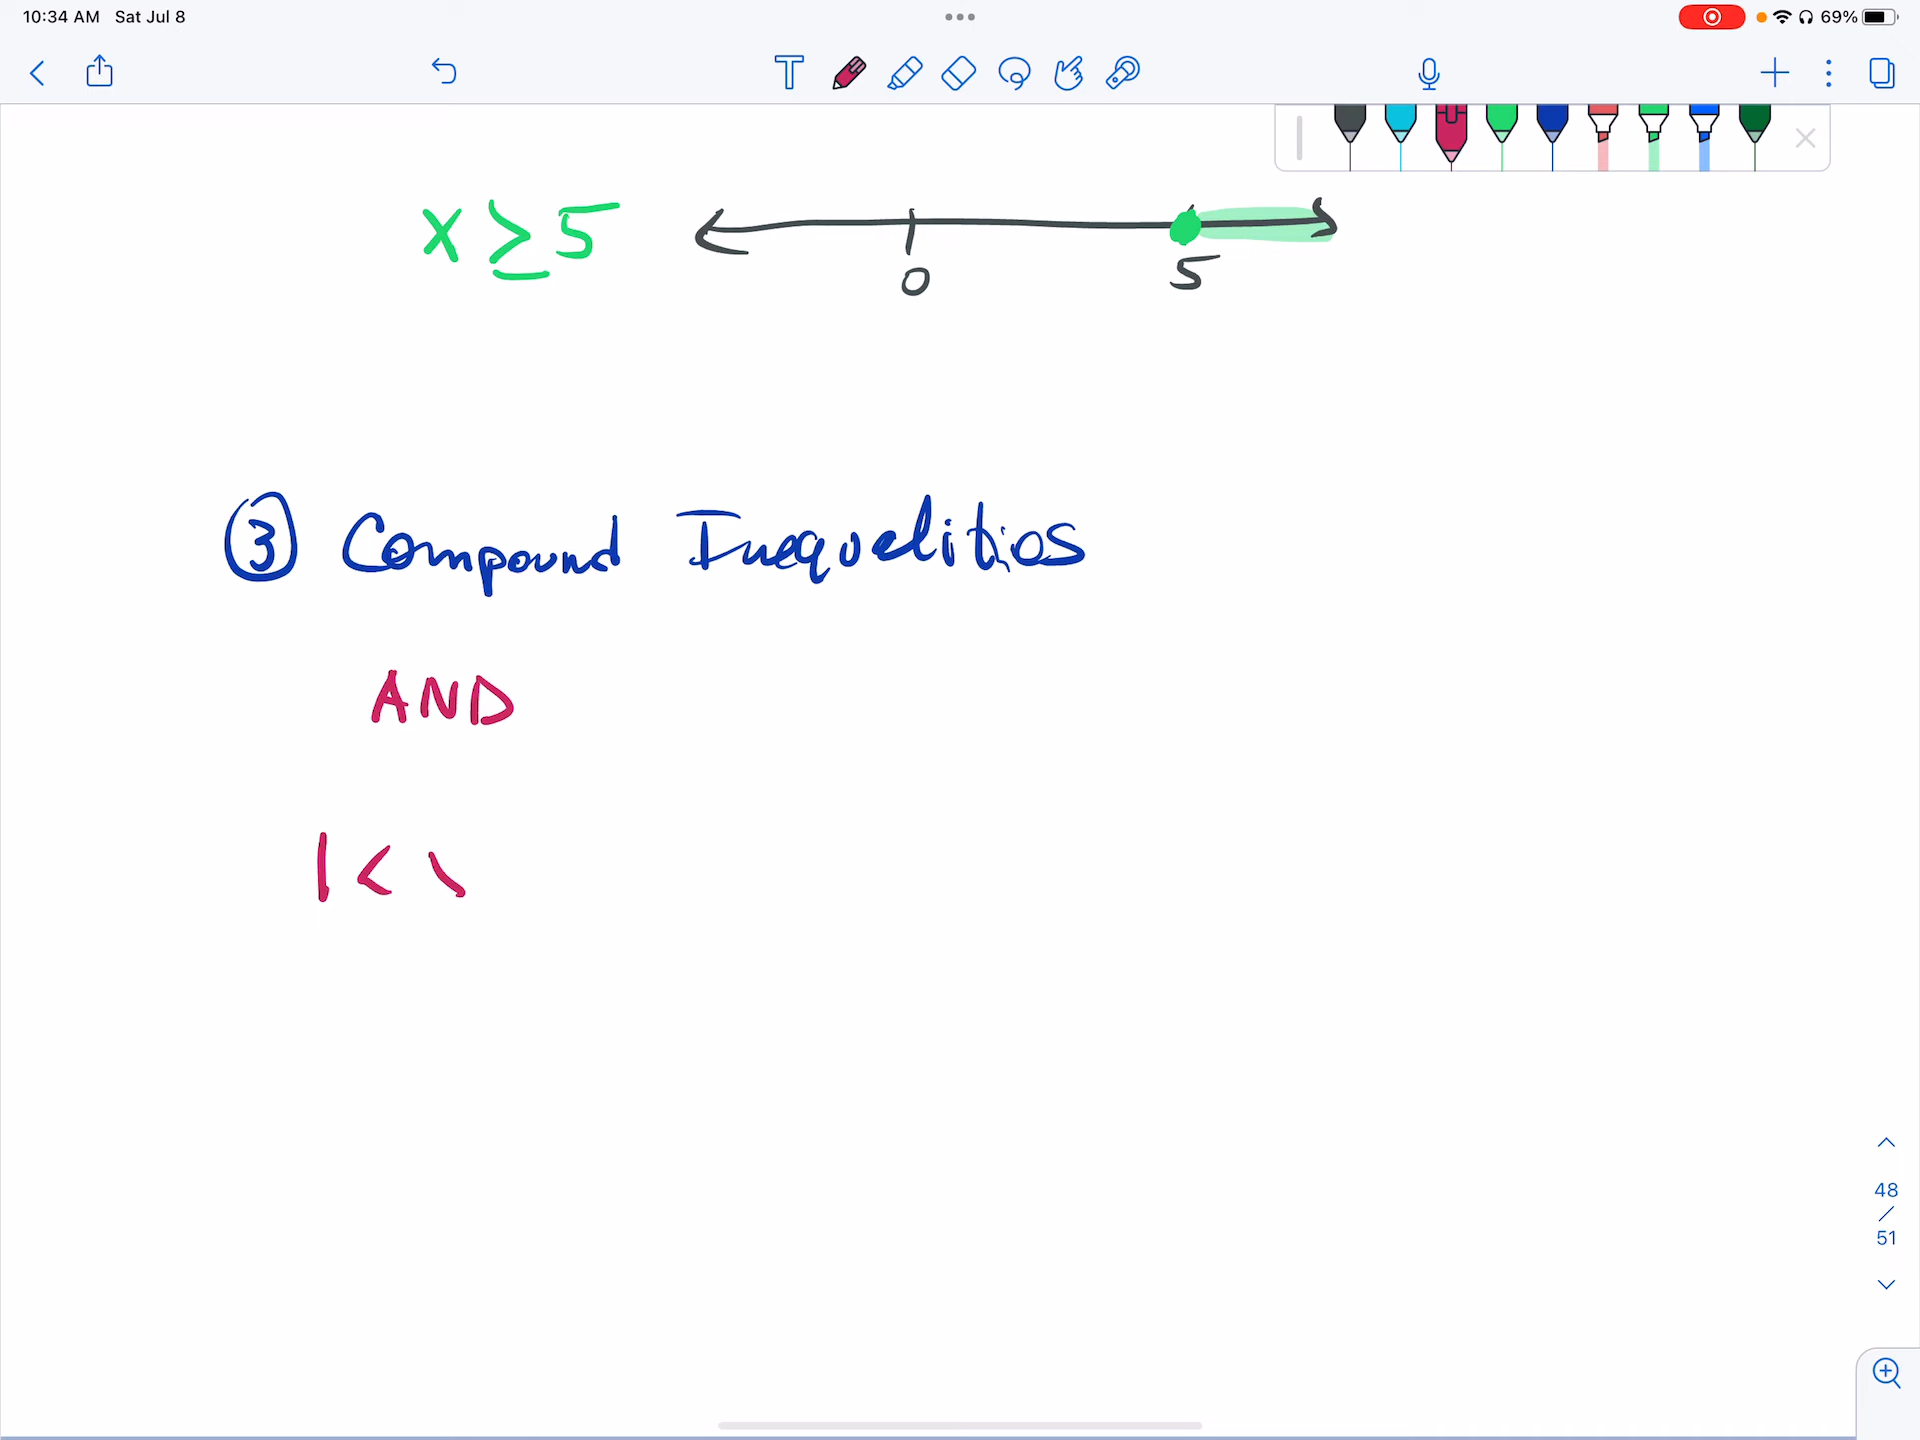 10:34 AM Sat Jul 8
69%
T
x ≥ 5
0
5
③ Compound Inequalities
AND
1 <
48
/
51